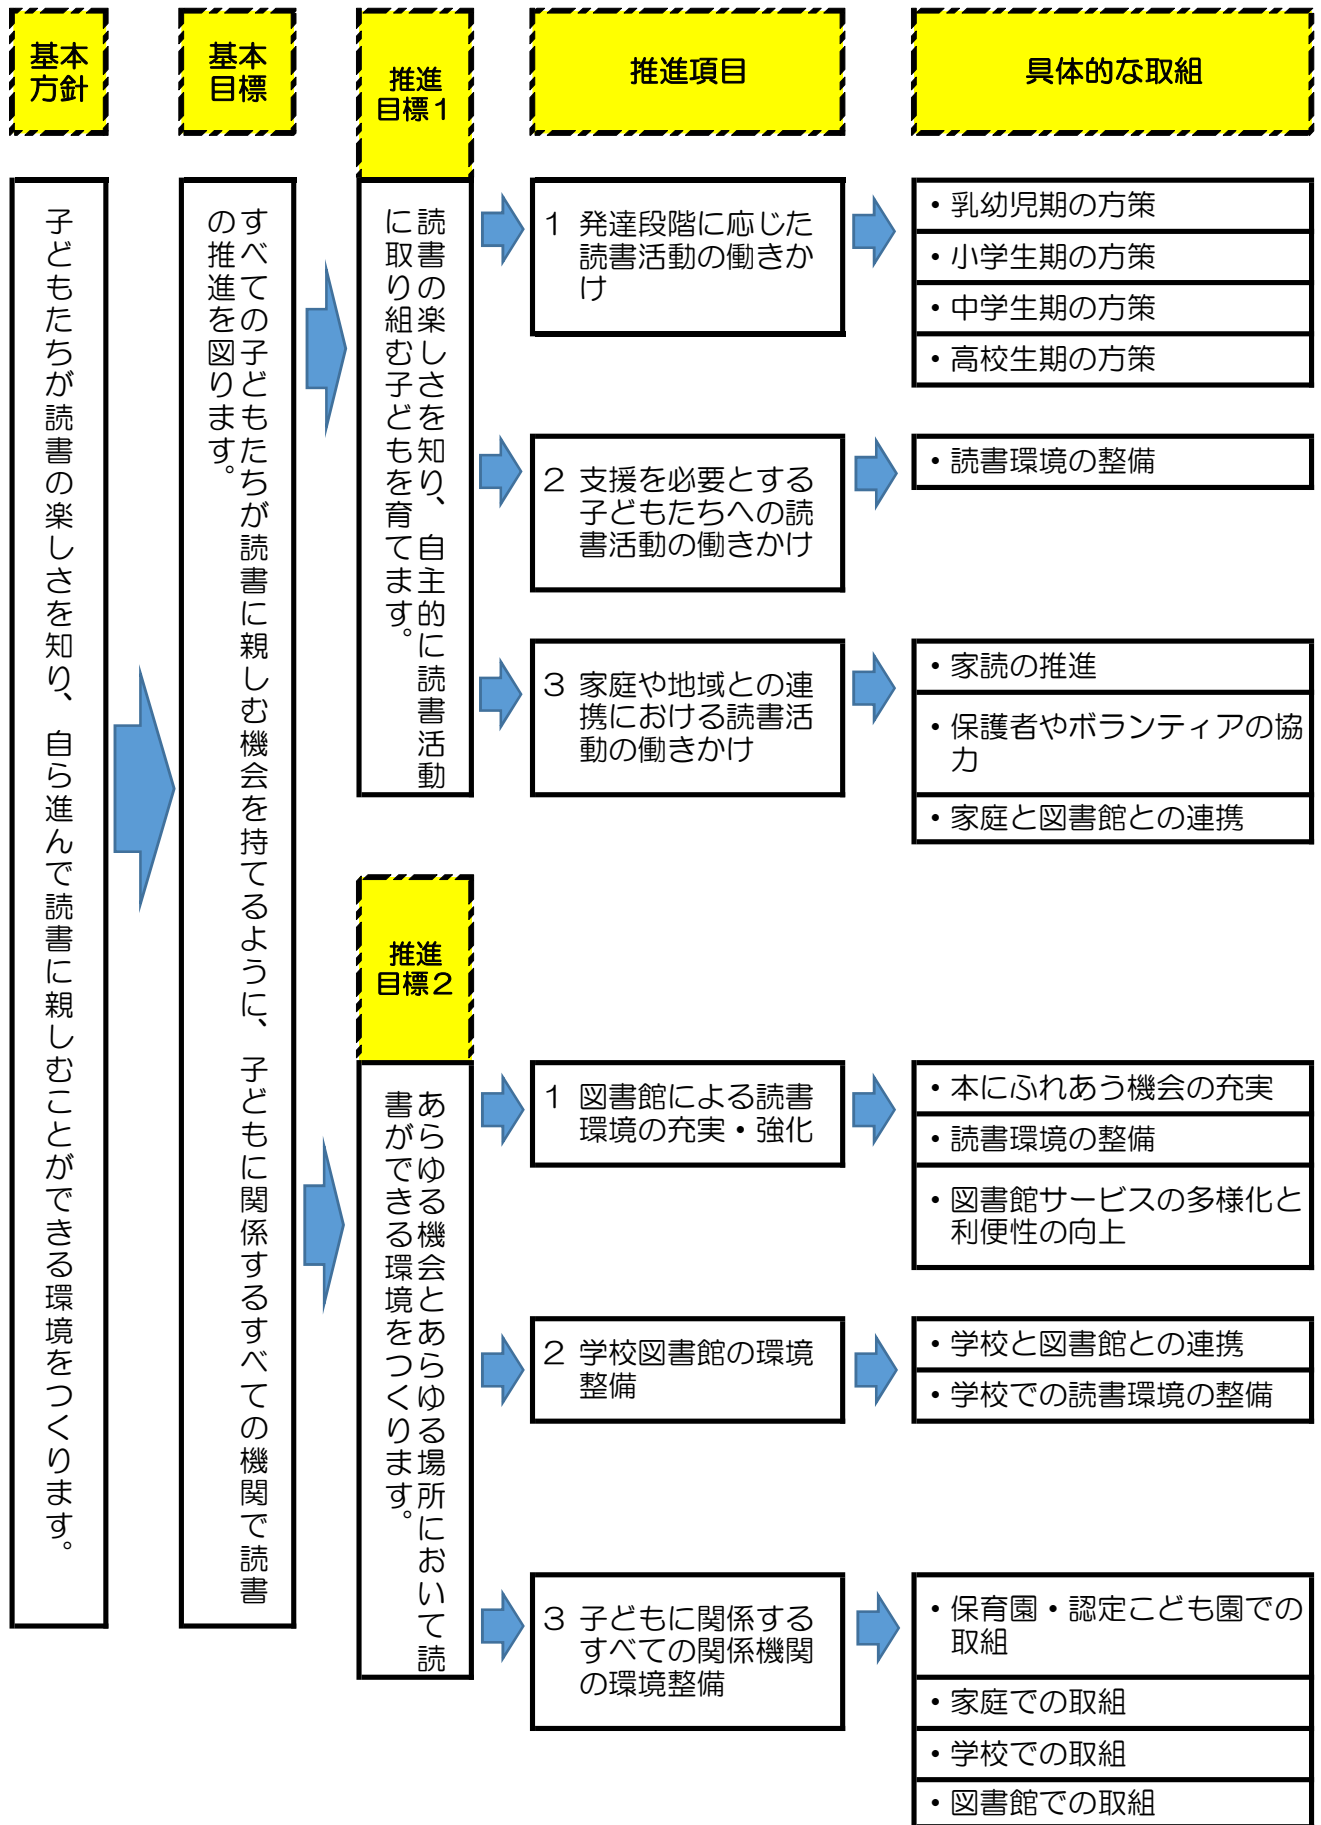 基本
方針
基本
目標
推進
目標１
推進項目
具体的な取組
子どもたちが読書の楽しさを知り、自ら進んで読書に親しむことができる環境をつくります。
すべての子どもたちが読書に親しむ機会を持てるように、子どもに関係するすべての機関で読書
の推進を図ります。
読書の楽しさを知り、自主的に読書活動
に取り組む子どもを育てます。
１ 発達段階に応じた
読書活動の働きか
け
・乳幼児期の方策
・小学生期の方策
・中学生期の方策
・高校生期の方策
２ 支援を必要とする
子どもたちへの読
書活動の働きかけ
・読書環境の整備
３ 家庭や地域との連
携における読書活
動の働きかけ
・家読の推進
・保護者やボランティアの協
力
・家庭と図書館との連携
推進
目標２
あらゆる機会とあらゆる場所において読
書ができる環境をつくります。
１ 図書館による読書
環境の充実・強化
・本にふれあう機会の充実
・読書環境の整備
・図書館サービスの多様化と
利便性の向上
２ 学校図書館の環境
整備
・学校と図書館との連携
・学校での読書環境の整備
３ 子どもに関係する
すべての関係機関
の環境整備
・保育園・認定こども園での
取組
・家庭での取組
・学校での取組
・図書館での取組